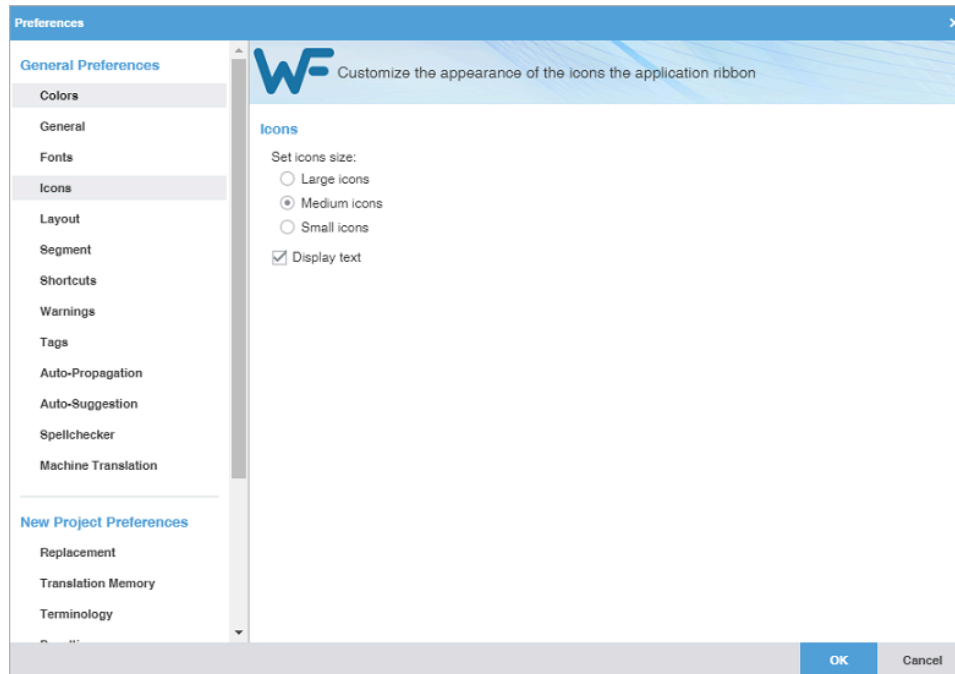 Preferences
General Preferences
Colors
General
Fonts
Icons
Layout
Segment
Shortcuts
Warnings
Tags
Auto-Propagation
Auto-Suggestion
Spellchecker
Machine Translation
New Project Preferences
Replacement
Translation Memory
Terminology
WF Customize the appearance of the icons the application ribbon
Icons
Set icons size:
Large icons
Medium icons
Small icons
Display text
OK Cancel